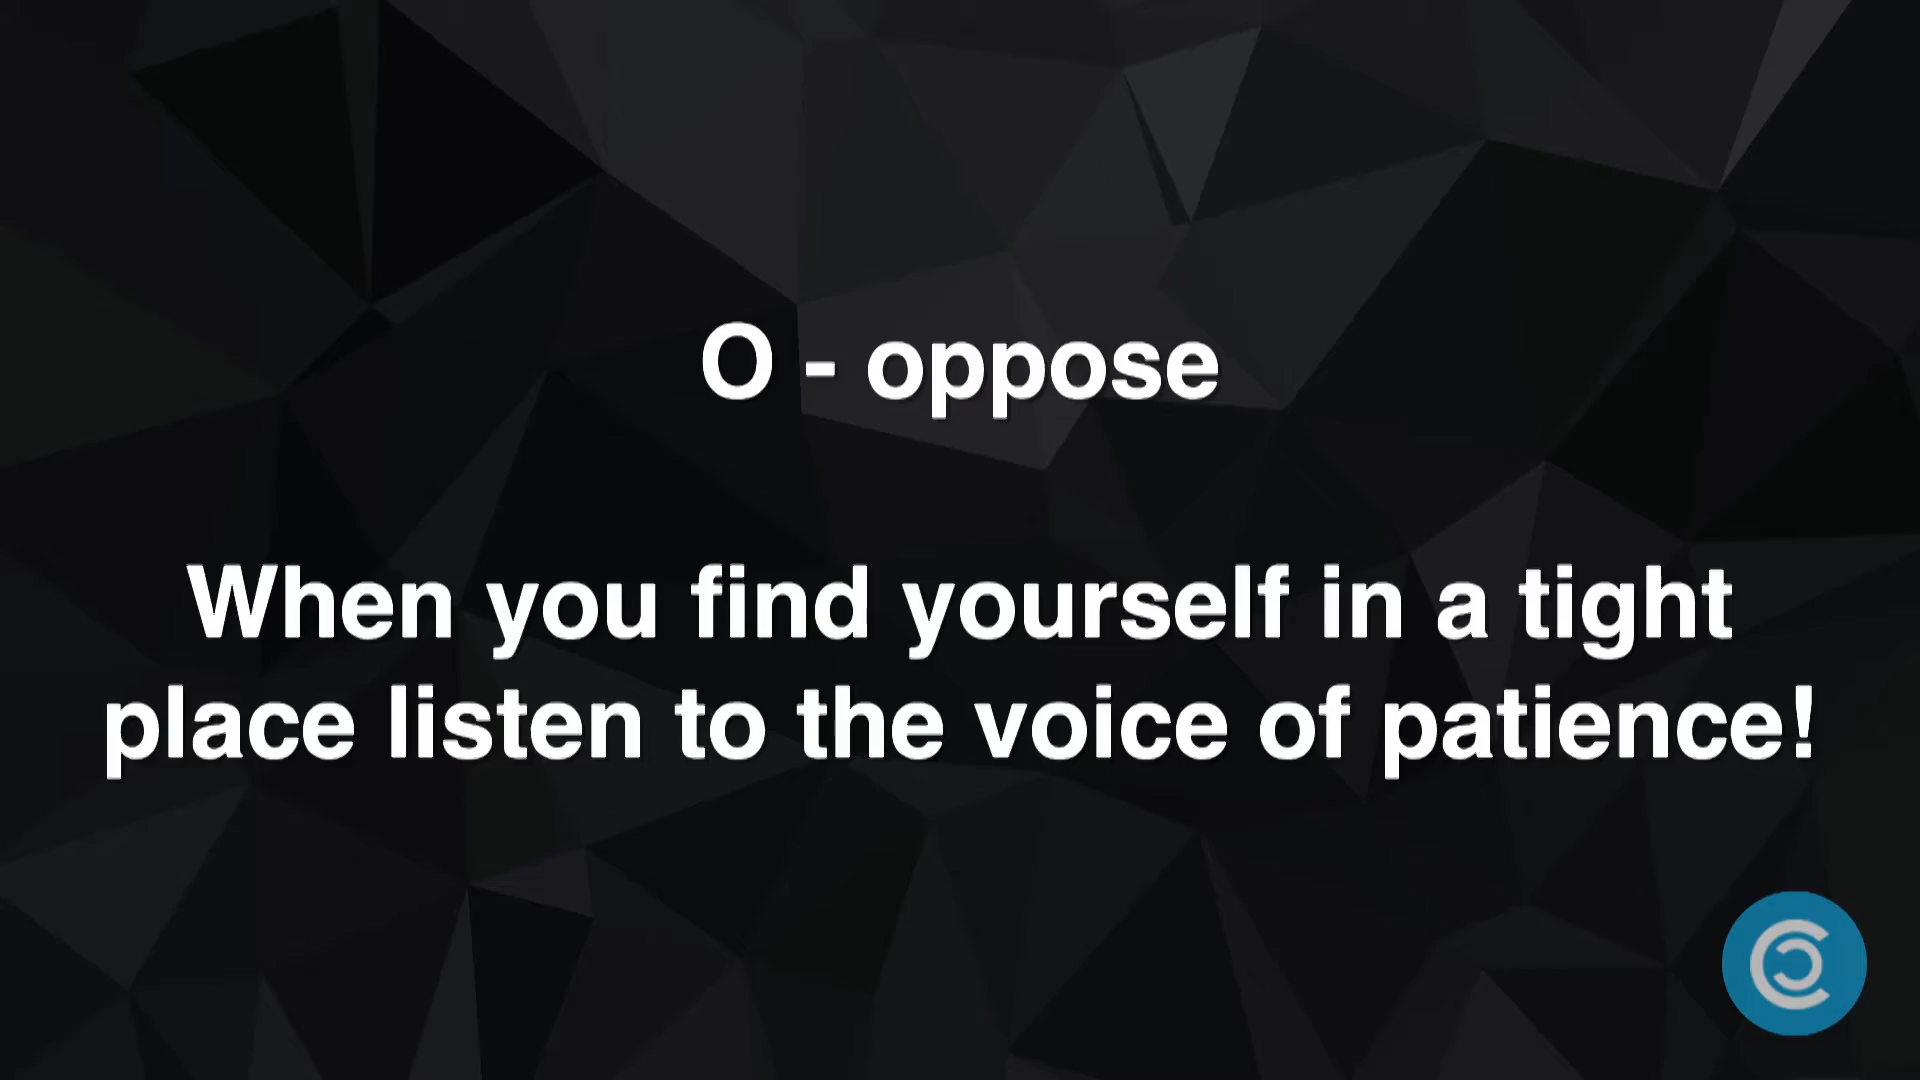 O - oppose
When you find yourself in a tight
place listen to the voice of patience!